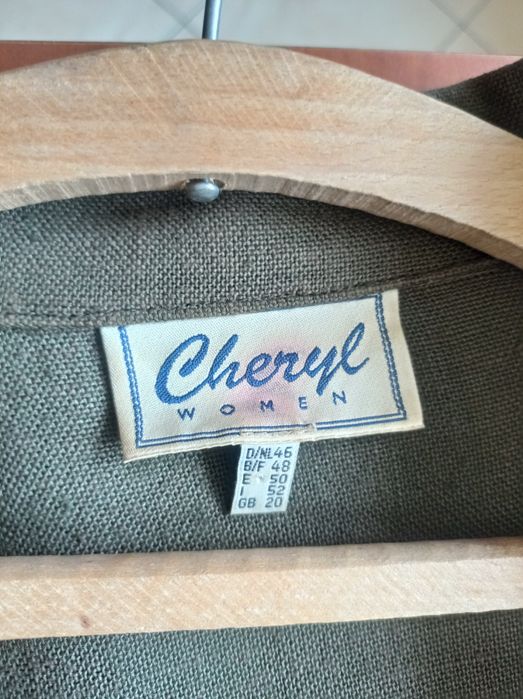 Cheryl
WOMEN
D/NL 46
B/F 48
E 50
I 52
GB 20